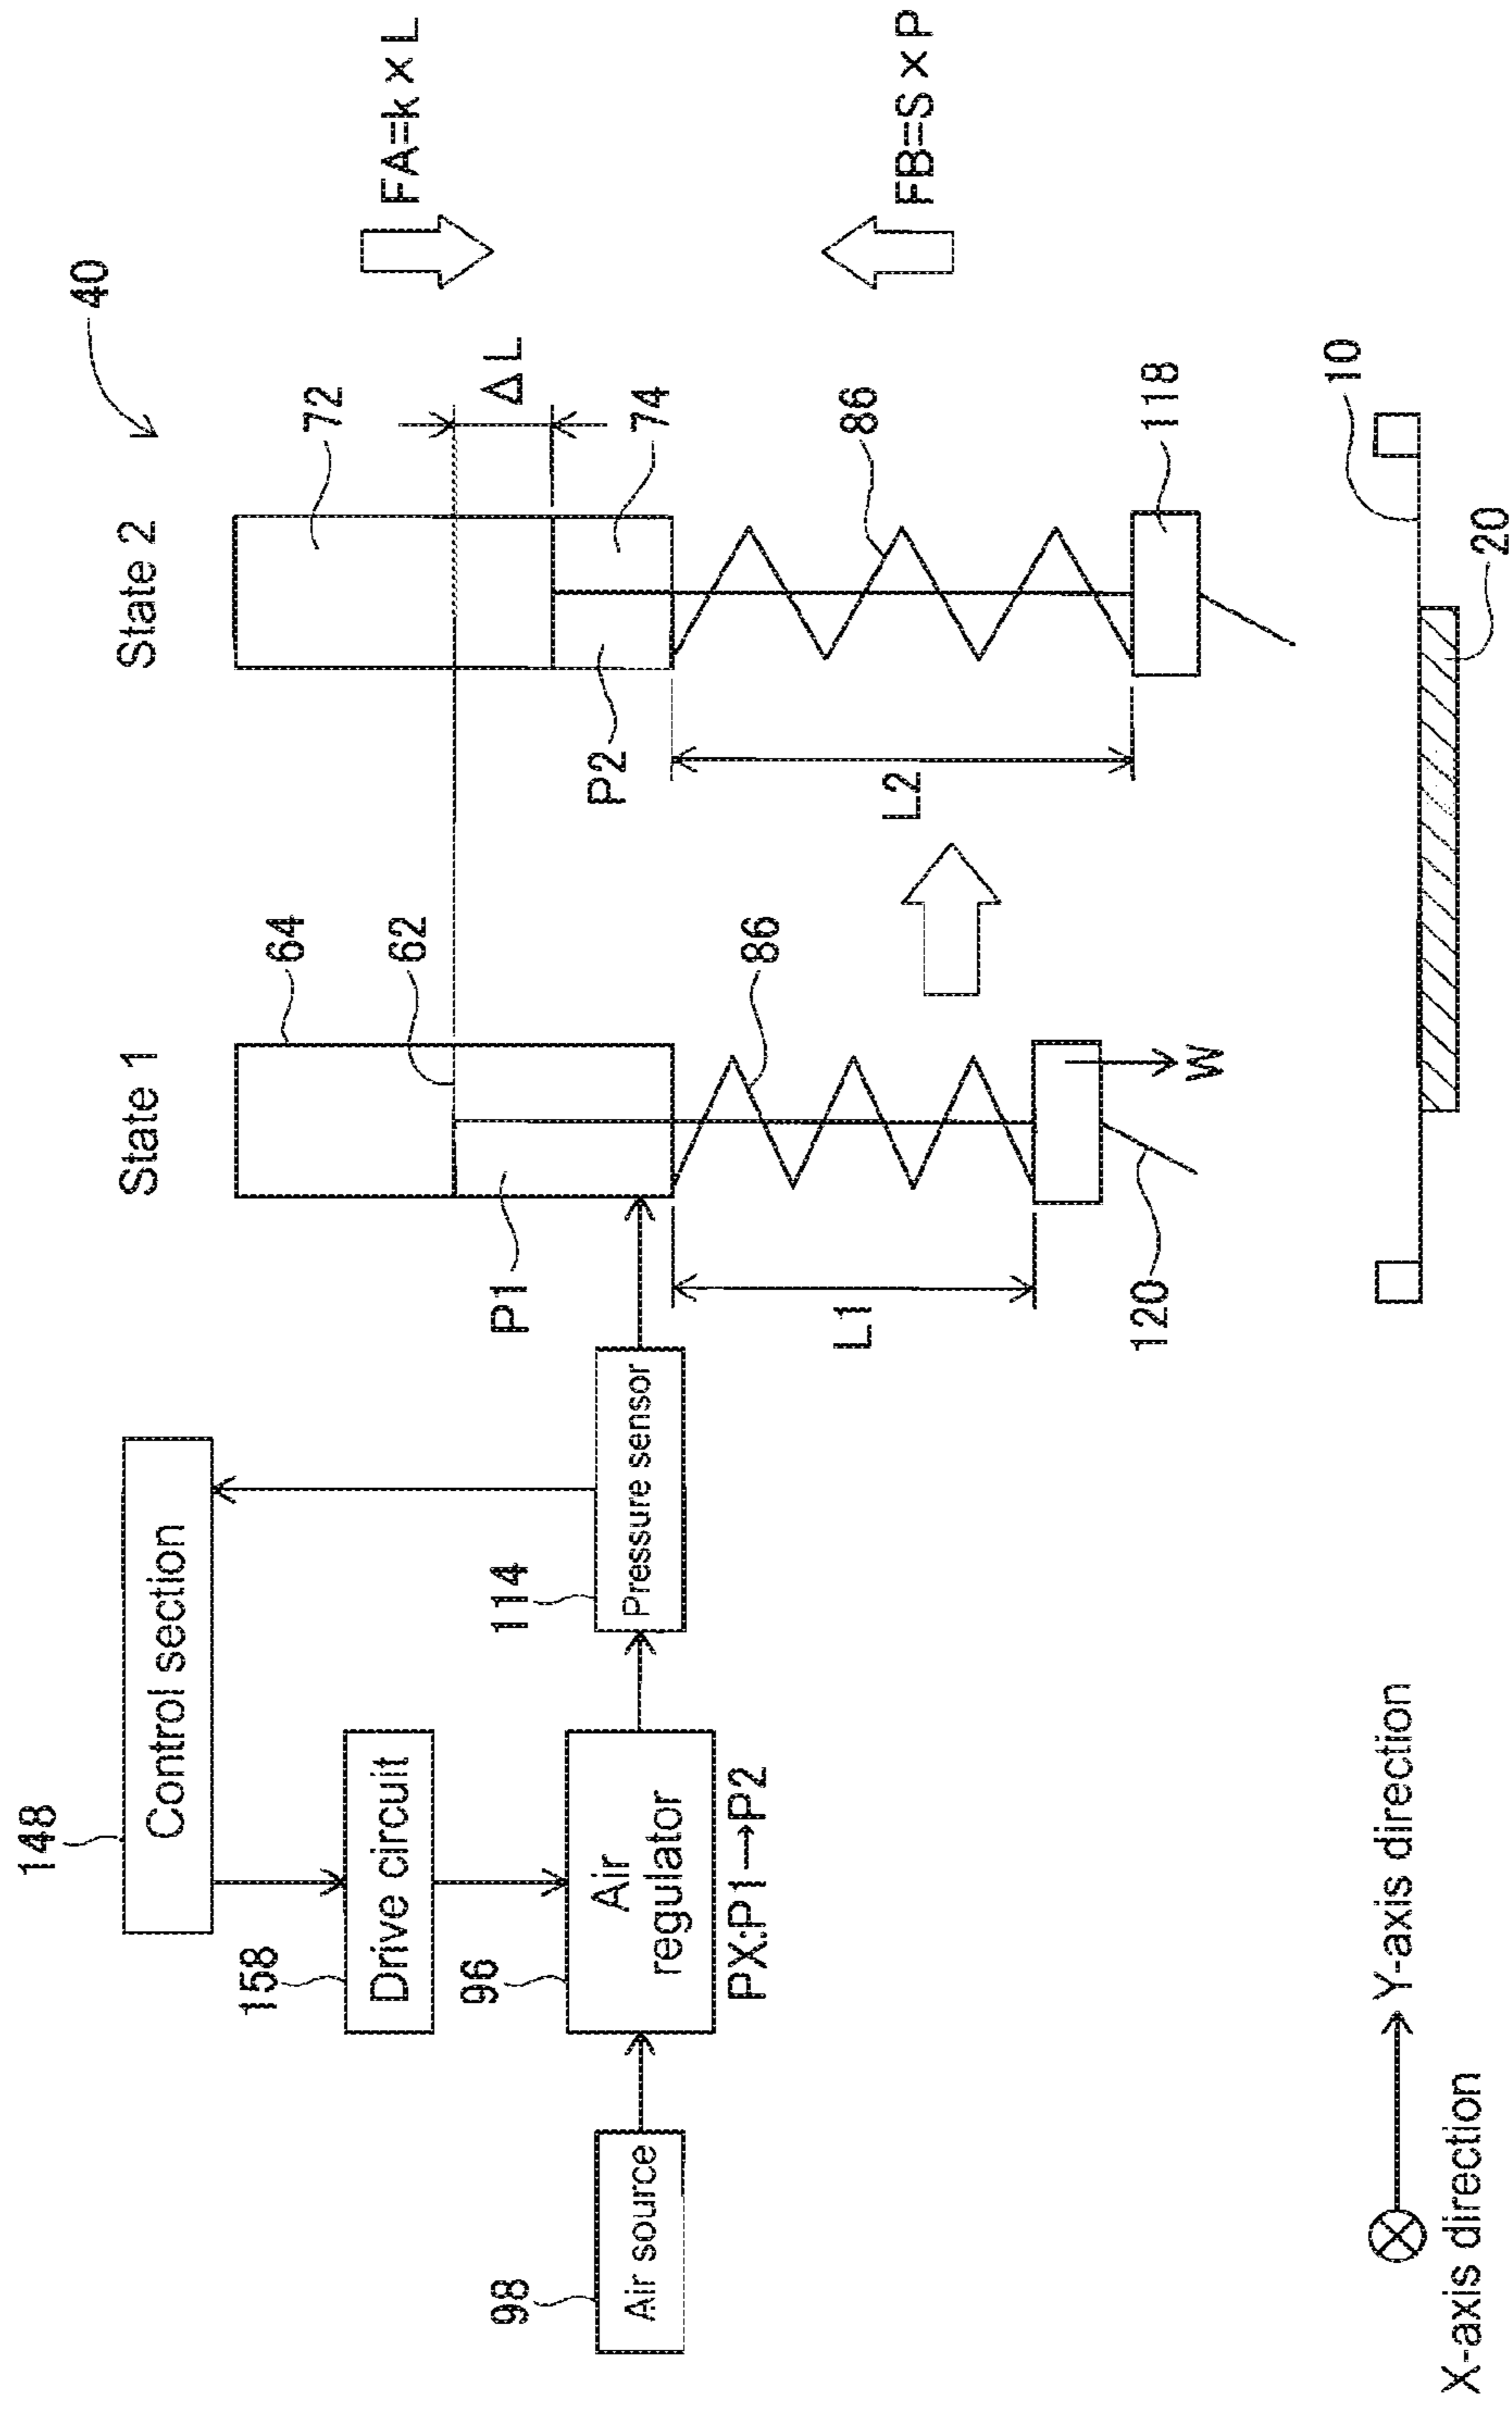 40
State 1
State 2
64
62
72
ΔL
74
FA=k x L
FB=S x P
148
Control section
158
Drive circuit
96
Air
regulator
PX:P1→P2
98
Air source
114
Pressure sensor
P1
P2
86
86
L1
L2
W
120
118
10
20
Y-axis direction
X-axis direction